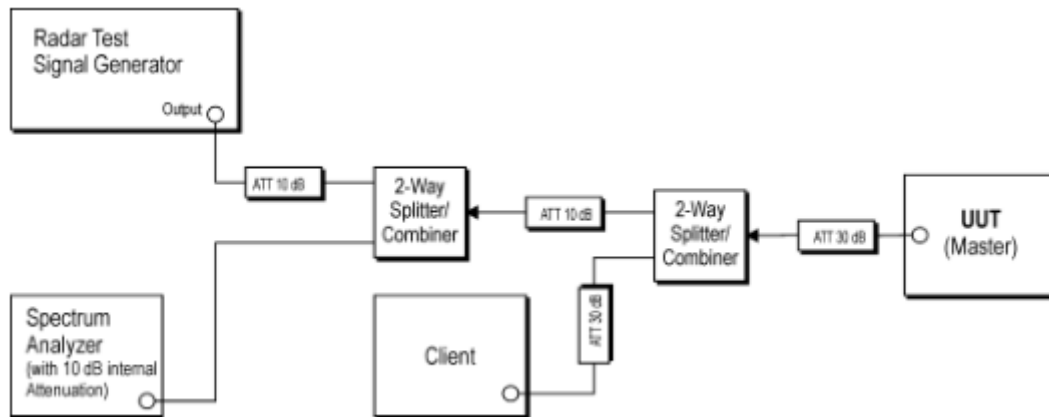 Radar Test
Signal Generator
Output
ATT 10 dB
2-Way
Splitter/
Combiner
ATT 10 dB
2-Way
Splitter/
Combiner
ATT 30 dB
UUT
(Master)
Spectrum
Analyzer
(with 10 dB internal
Attenuation)
Client
ATT 30 dB